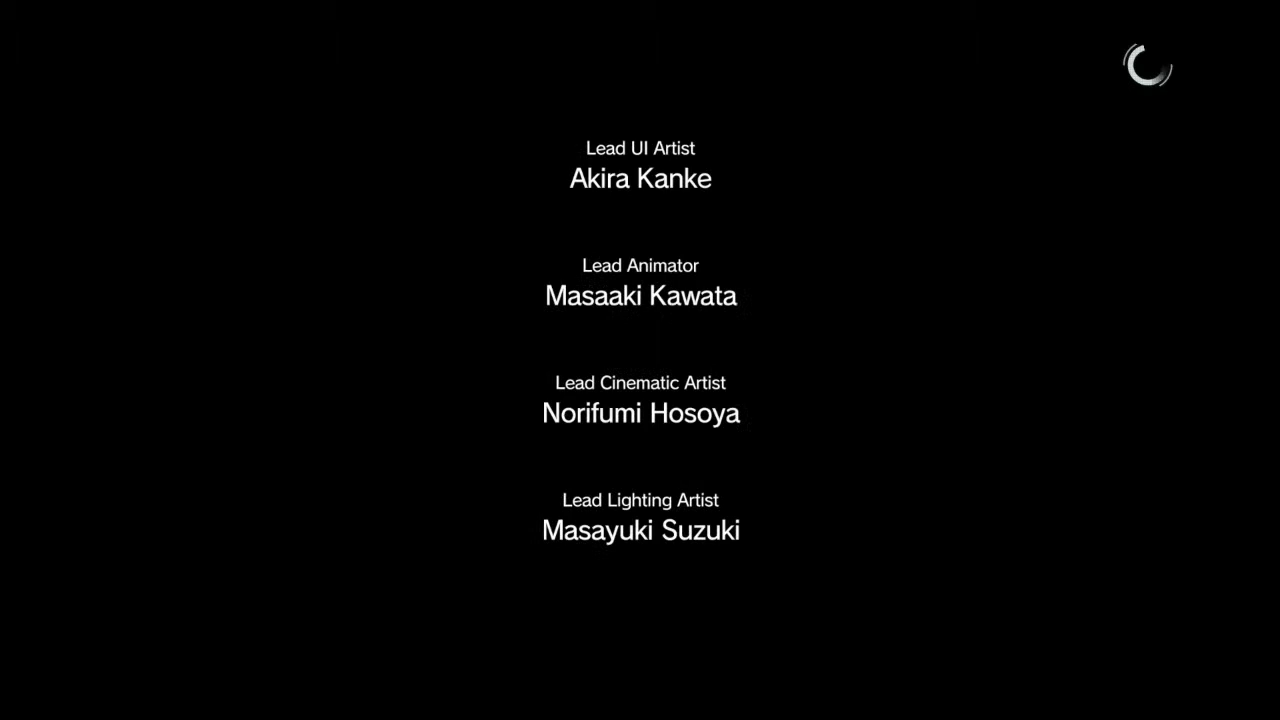 Lead UI Artist
Akira Kanke
Lead Animator
Masaaki Kawata
Lead Cinematic Artist
Norifumi Hosoya
Lead Lighting Artist
Masayuki Suzuki